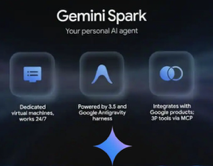 Gemini Spark
Your personal AI agent
Dedicated
virtual machines,
works 24/7
Powered by 3.5 and
Google Antigravity
harness
Integrates with
Google products;
3P tools via MCP